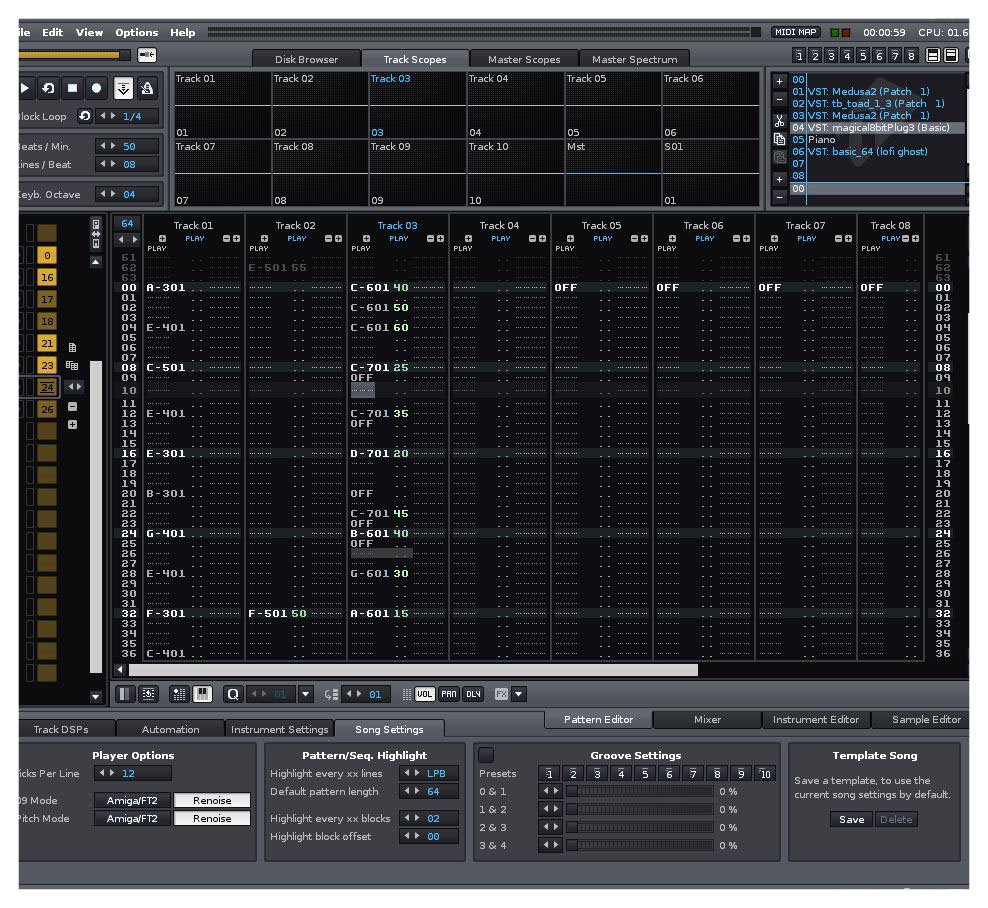 ile Edit View Options Help MIDI MAP 00:00:59 CPU: 01.6
Disk Browser Track Scopes Master Scopes Master Spectrum 1 2 3 4 5 6 7 8
Track 01 Track 02 Track 03 Track 04 Track 05 Track 06
01 02 03 04 05 06
Track 07 Track 08 Track 09 Track 10 Mst S01
07 08 09 10 01
lock Loop 1/4
Beats / Min. 50
Lines / Beat 08
Keyb. Octave 04
00
01 VST: Medusa2 (Patch 1)
02 VST: tb_toad_1_3 (Patch 1)
03 VST: Medusa2 (Patch 1)
04 VST: magical8bitPlug3 (Basic)
05 Piano
06 VST: basic_64 (lofi ghost)
07
08
00
0
16
17
18
21
23
24
26
64 Track 01 Track 02 Track 03 Track 04 Track 05 Track 06 Track 07 Track 08
PLAY PLAY PLAY PLAY PLAY PLAY PLAY PLAY
PLAY PLAY PLAY PLAY PLAY PLAY PLAY PLAY
61 61
62 E-501 55 62
63 63
00 A-301 C-601 40 OFF OFF OFF OFF 00
01 01
02 C-601 50 02
03 03
04 E-401 C-601 60 04
05 05
06 06
07 07
08 C-501 C-701 25 08
09 OFF 09
10 10
11 11
12 E-401 C-701 35 12
13 OFF 13
14 14
15 15
16 E-301 D-701 20 16
17 17
18 18
19 19
20 B-301 OFF 20
21 21
22 C-701 45 22
23 OFF 23
24 G-401 B-601 40 24
25 OFF 25
26 26
27 27
28 E-401 G-601 30 28
29 29
30 30
31 31
32 F-301 F-501 50 A-601 15 32
33 33
34 34
35 35
36 C-401 36
Q 01 01 VOL PAN DLY FX
Track DSPs Automation Instrument Settings Song Settings Pattern Editor Mixer Instrument Editor Sample Editor
Player Options
icks Per Line 12
09 Mode Amiga/FT2 Renoise
Pitch Mode Amiga/FT2 Renoise
Pattern/Seq. Highlight
Highlight every xx lines LPB
Default pattern length 64
Highlight every xx blocks 02
Highlight block offset 00
Groove Settings
Presets 1 2 3 4 5 6 7 8 9 10
0 & 1 0 %
1 & 2 0 %
2 & 3 0 %
3 & 4 0 %
Template Song
Save a template, to use the
current song settings by default.
Save Delete